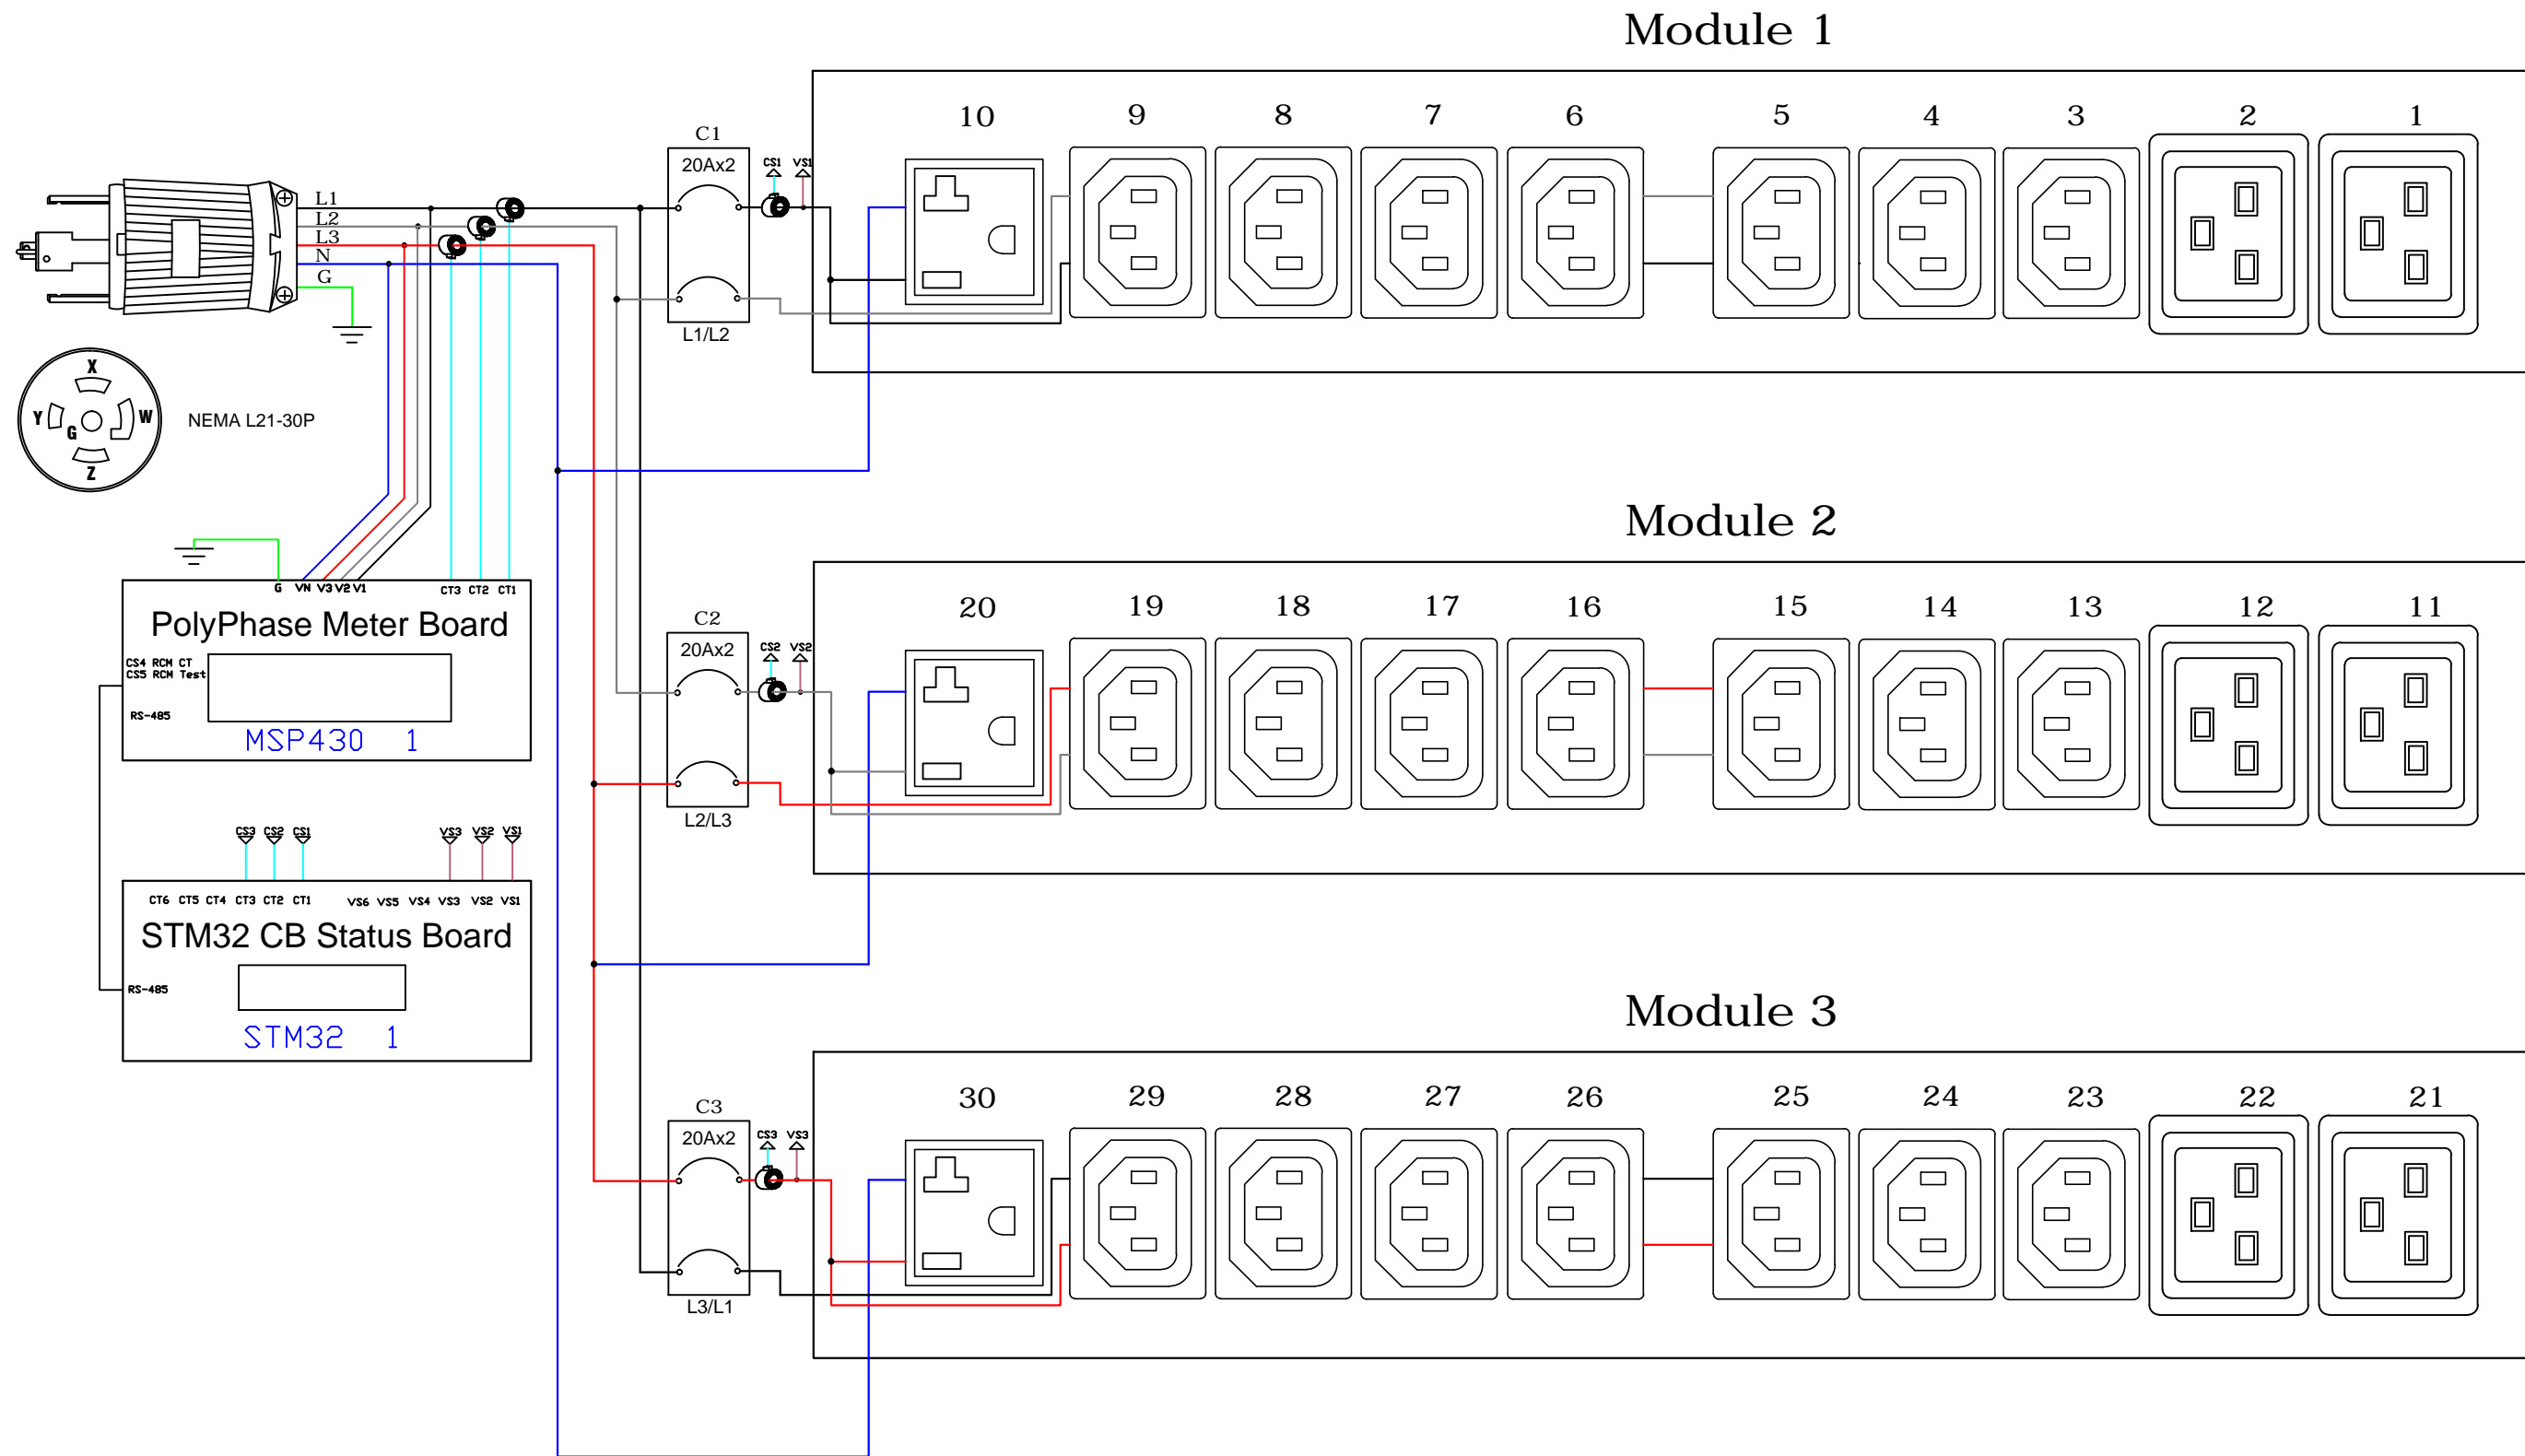 Module 1
10 9 8 7 6 5 4 3 2 1
C1
20Ax2
CS1 VS1
L1/L2
L1
L2
L3
N
G
X
Y G W
Z
NEMA L21-30P
G VN V3 V2 V1 CT3 CT2 CT1
PolyPhase Meter Board
CS4 RCM CT
CS5 RCM Test
RS-485
MSP430 1
Module 2
20 19 18 17 16 15 14 13 12 11
C2
20Ax2
CS2 VS2
L2/L3
CS3 CS2 CS1 VS3 VS2 VS1
CT6 CT5 CT4 CT3 CT2 CT1 VS6 VS5 VS4 VS3 VS2 VS1
STM32 CB Status Board
RS-485
STM32 1
Module 3
30 29 28 27 26 25 24 23 22 21
C3
20Ax2
CS3 VS3
L3/L1